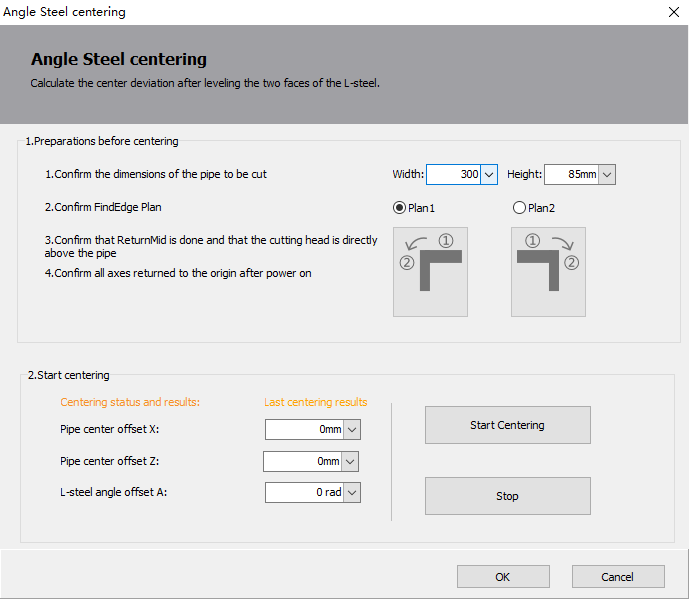 Angle Steel centering
Angle Steel centering
Calculate the center deviation after leveling the two faces of the L-steel.
1.Preparations before centering
1.Confirm the dimensions of the pipe to be cut
Width: 300 Height: 85mm
2.Confirm FindEdge Plan
Plan1 Plan2
3.Confirm that ReturnMid is done and that the cutting head is directly
above the pipe
4.Confirm all axes returned to the origin after power on
① ②
① ②
2.Start centering
Centering status and results: Last centering results
Pipe center offset X: 0mm
Pipe center offset Z: 0mm
L-steel angle offset A: 0 rad
Start Centering
Stop
OK Cancel